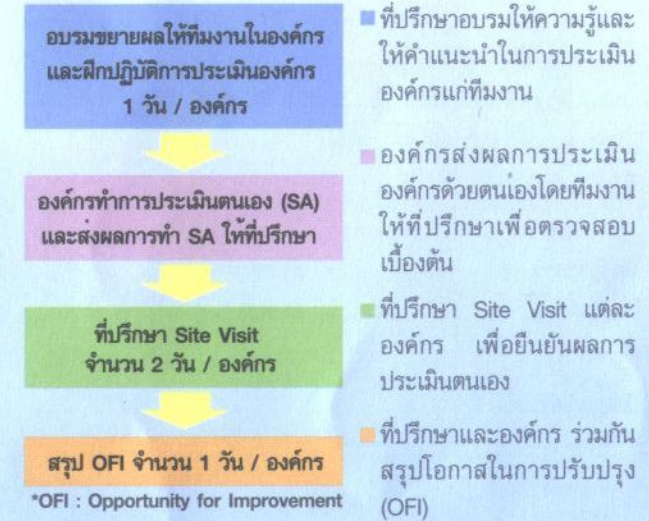 อบรมขยายผลให้ทีมงานในองค์กร
และฝึกปฏิบัติการประเมินองค์กร
1 วัน / องค์กร
ที่ปรึกษาอบรมให้ความรู้และ
ให้คำแนะนำในการประเมิน
องค์กรแก่ทีมงาน
องค์กรทำการประเมินตนเอง (SA)
และส่งผลการทำ SA ให้ที่ปรึกษา
องค์กรส่งผลการประเมิน
องค์กรด้วยตนเองโดยทีมงาน
ให้ที่ปรึกษาเพื่อตรวจสอบ
เบื้องต้น
ที่ปรึกษา Site Visit
จำนวน 2 วัน / องค์กร
ที่ปรึกษา Site Visit แต่ละ
องค์กร เพื่อยืนยันผลการ
ประเมินตนเอง
สรุป OFI จำนวน 1 วัน / องค์กร
*OFI : Opportunity for Improvement
ที่ปรึกษาและองค์กร ร่วมกัน
สรุปโอกาสในการปรับปรุง
(OFI)